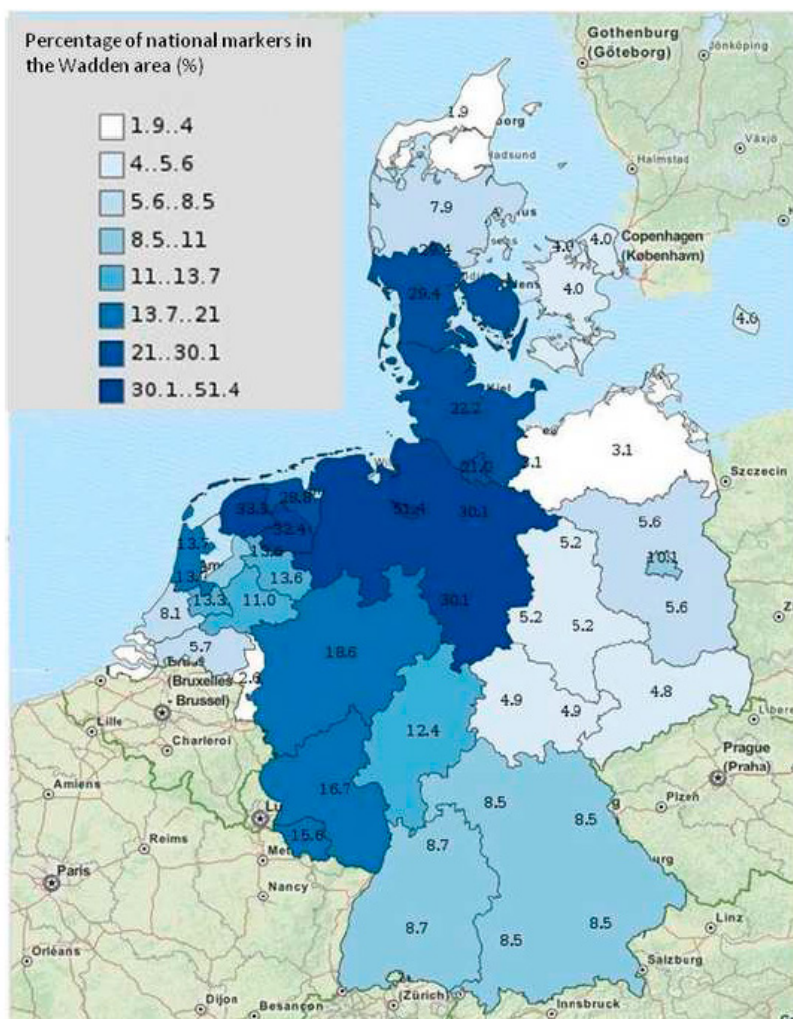 Percentage of national markers in
the Wadden area (%)
1.9..4
4..5.6
5.6..8.5
8.5..11
11..13.7
13.7..21
21..30.1
30.1..51.4
Gothenburg
(Göteborg)
Jönköping
Växjö
Halmstad
1.9
7.9
29.4
4.0
4.0
4.0
Copenhagen
(København)
4.0
Kiel
22.2
21.0
3.1
3.1
Szczecin
33.3
32.4
51.4
30.1
5.2
5.6
10.1
13.6
13.3
11.0
8.1
30.1
5.2
5.2
5.6
5.7
(Bruxelles
- Brussel)
2.6
18.6
4.9
4.9
4.8
Lille
Charleroi
12.4
Prague
(Praha)
Amiens
16.7
8.5
8.5
Plzeň
15.6
8.7
Reims
Paris
Nancy
8.7
8.5
8.5
Linz
Orléans
Salzburg
Dijon
Besançon
(Zürich)
Innsbruck